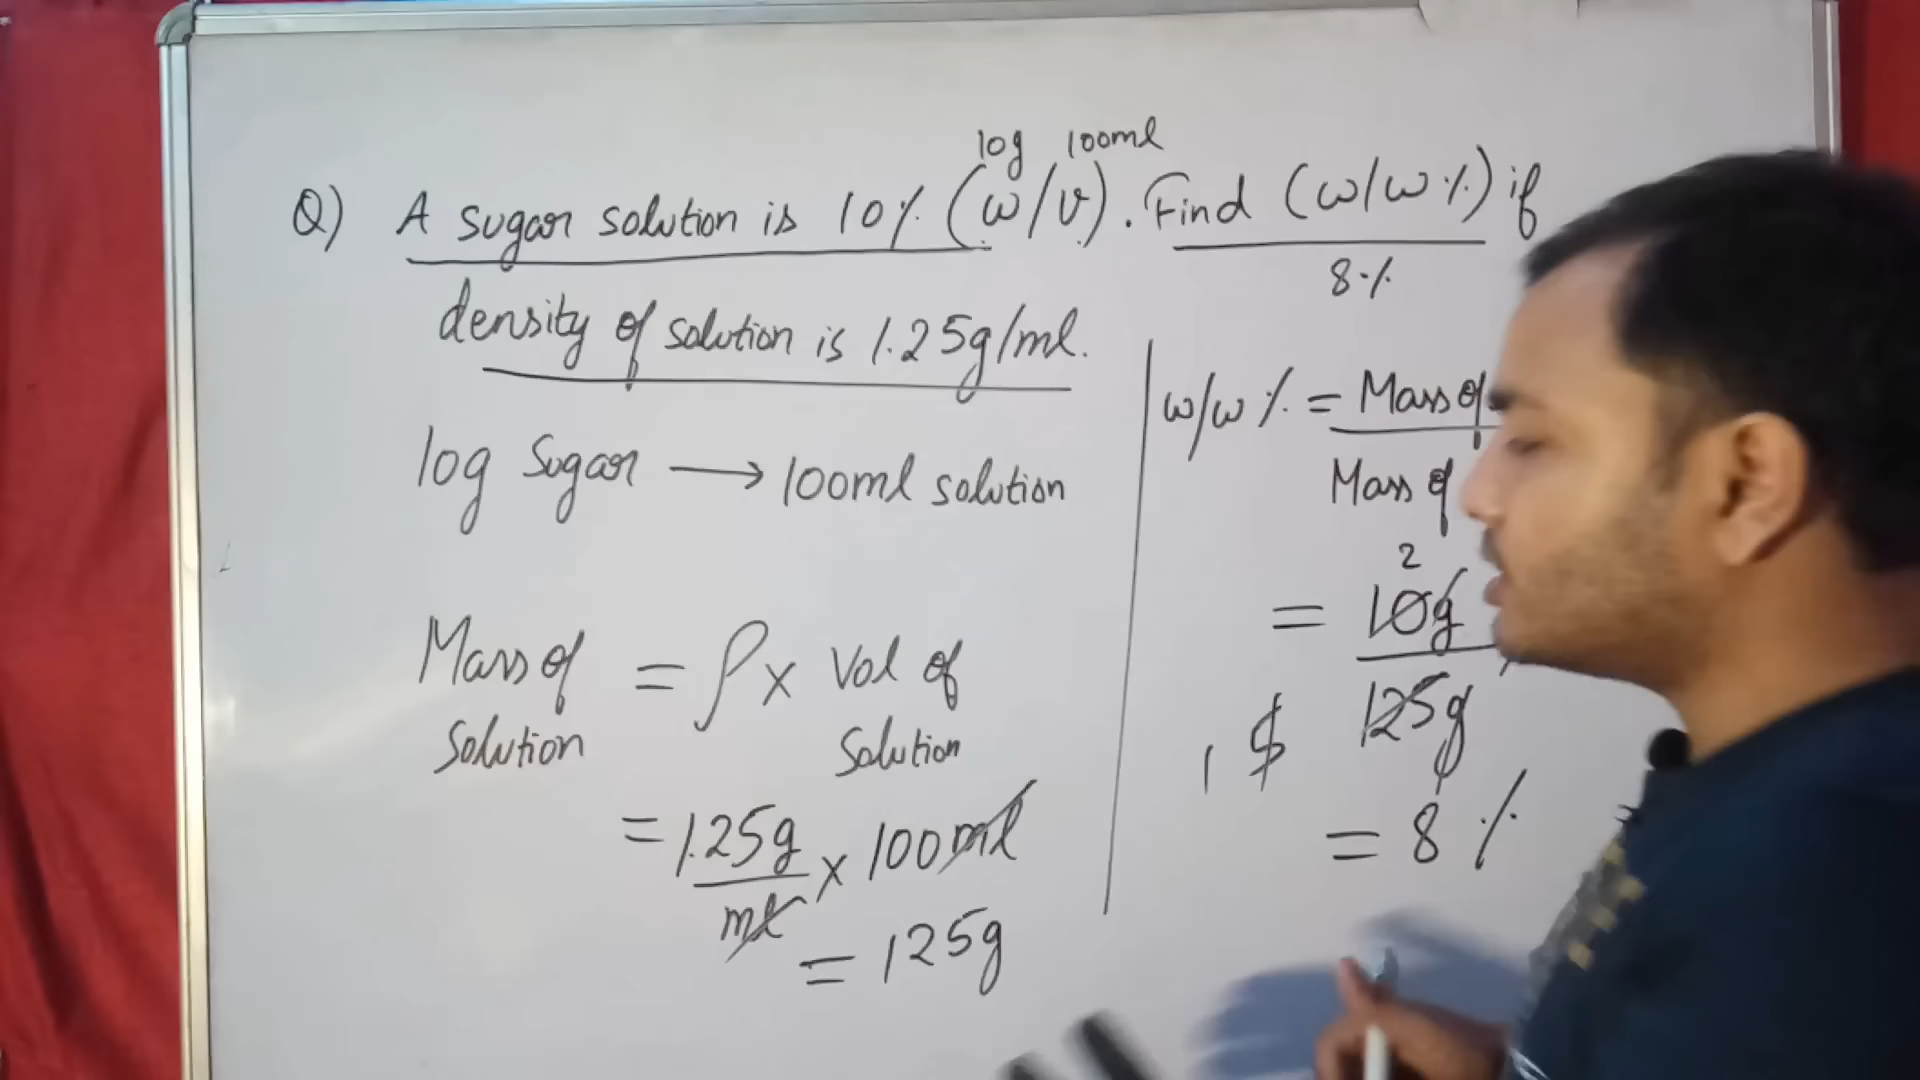 10g 100ml
Q) A sugar solution is 10% (w/v). Find (w/w%) if
8%
density of solution is 1.25g/ml.
10g Sugar → 100ml solution
Mass of Solution = ρ x Vol of Solution
= 1.25g/ml x 100ml
= 125g
w/w% = Mass of
Mass of
2
= 10g
125g
1 5
= 8%